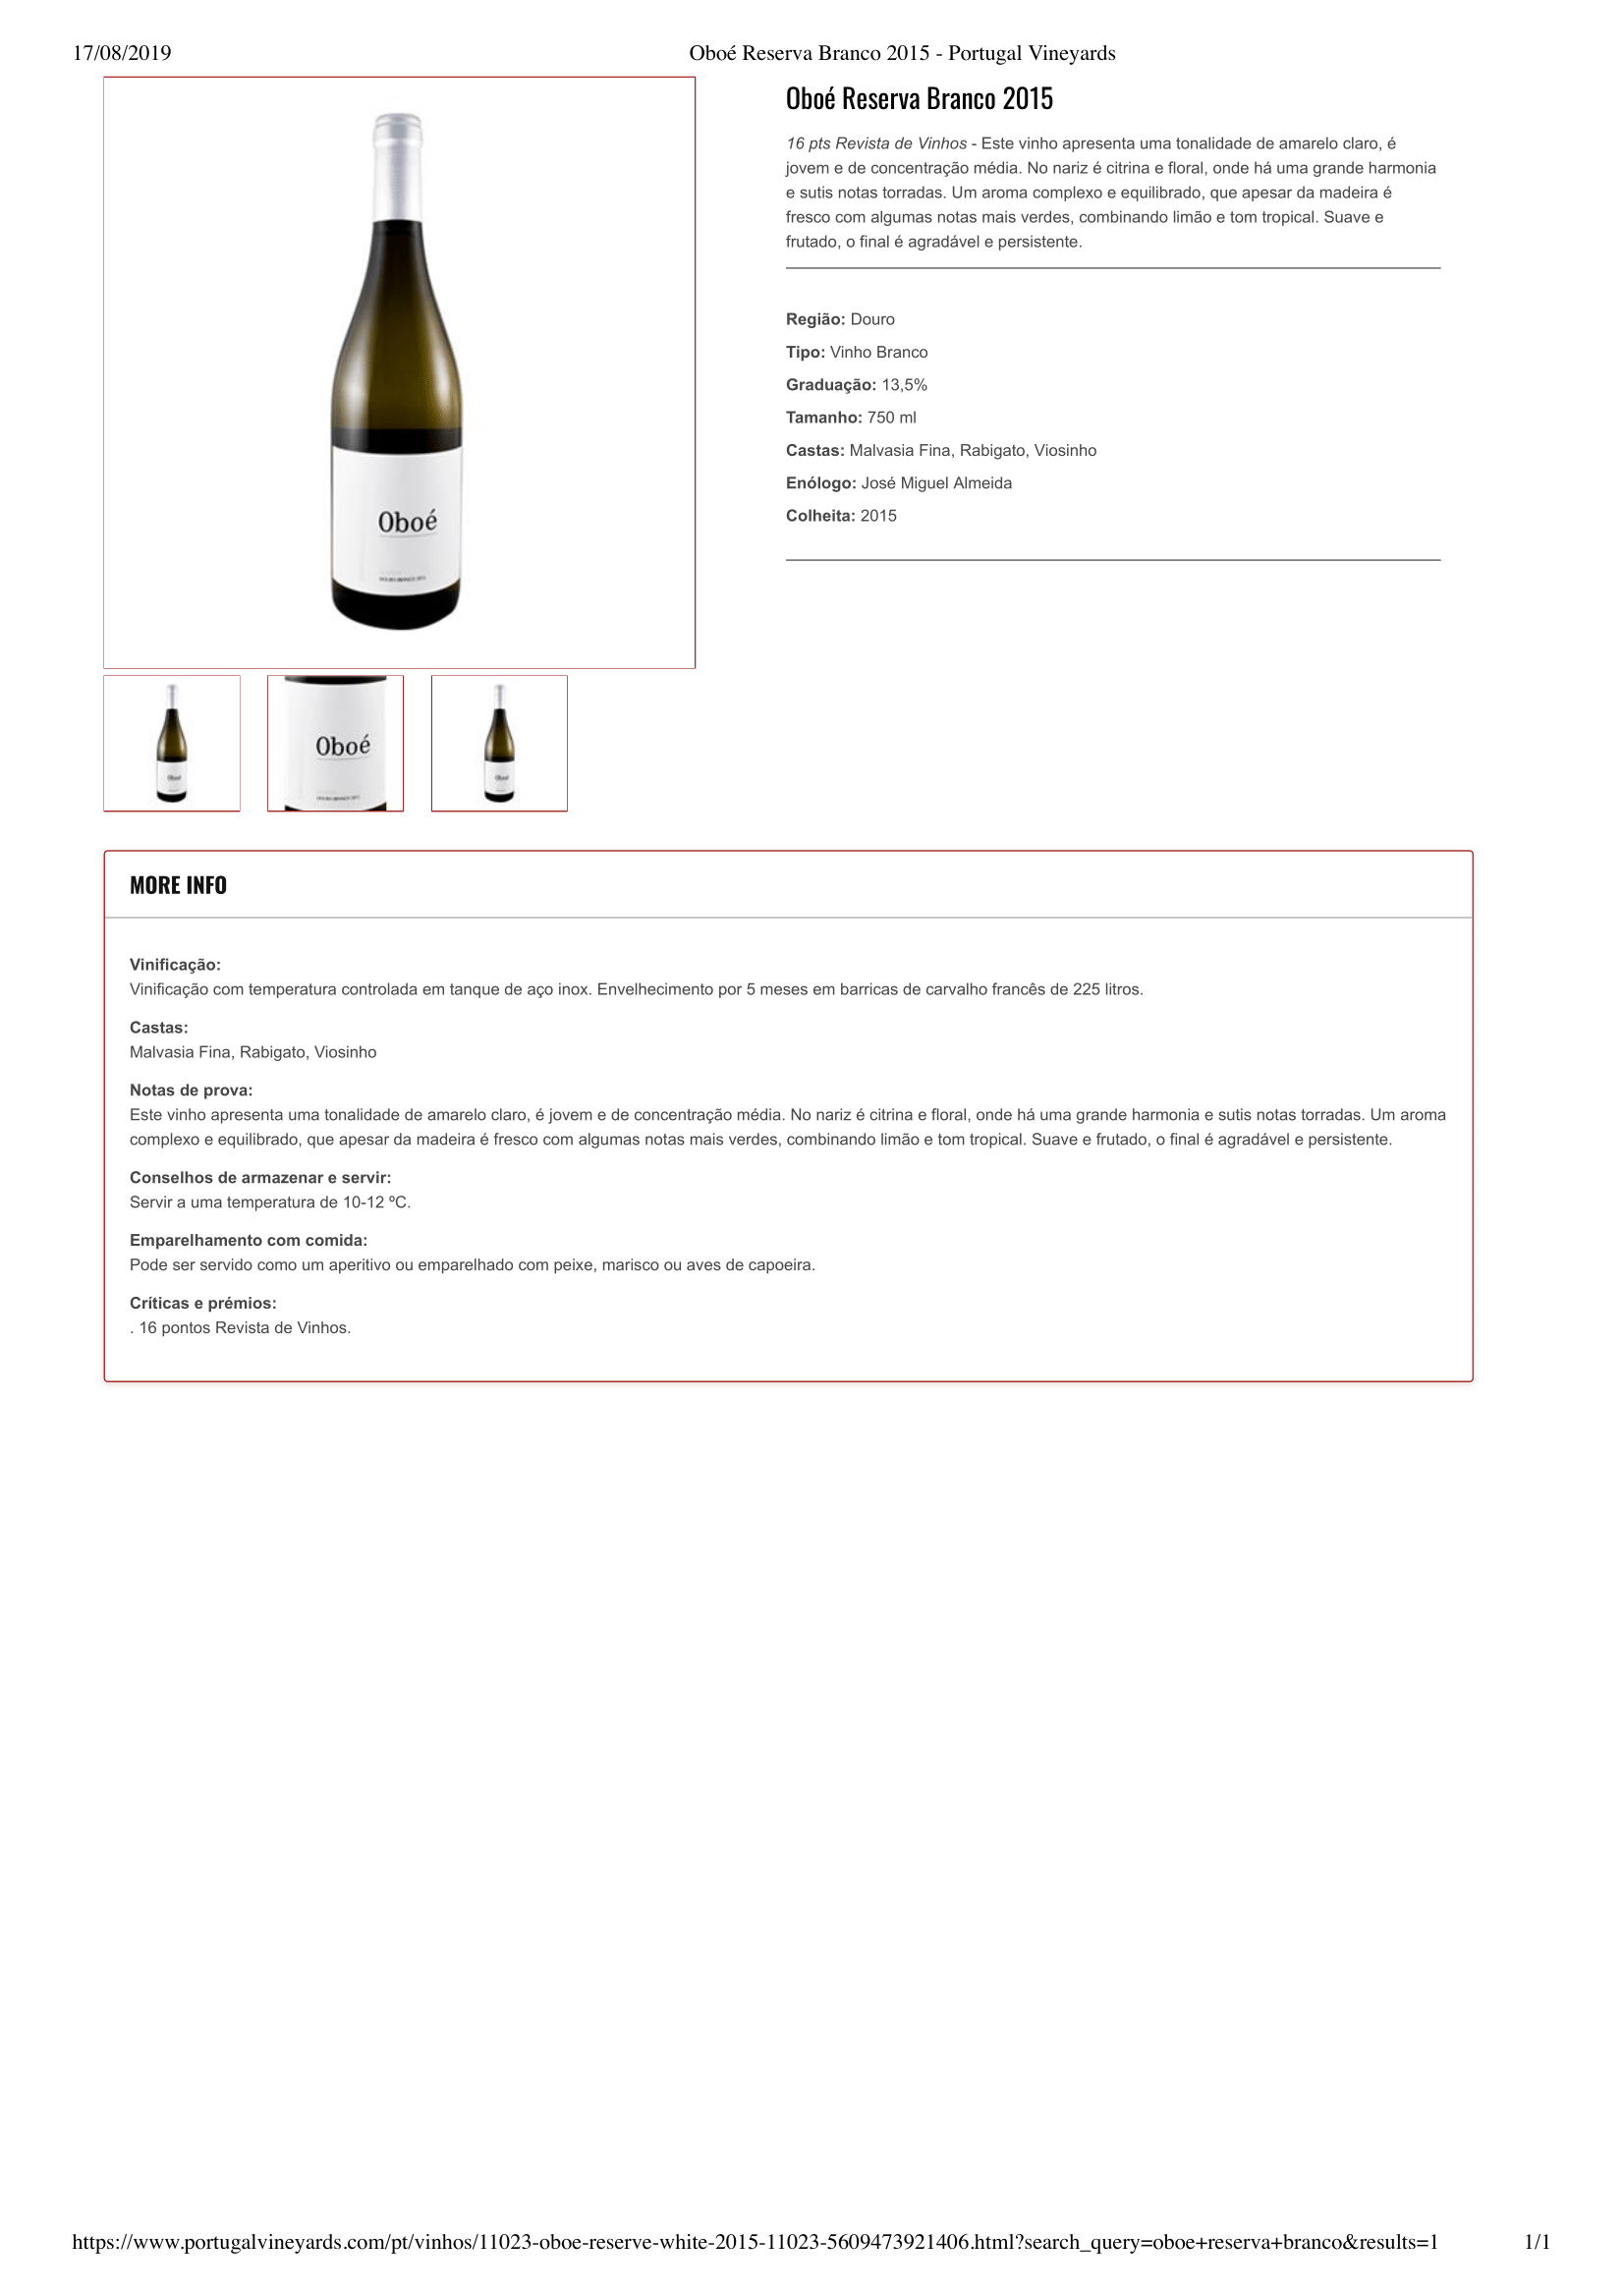 17/08/2019
Oboé Reserva Branco 2015 - Portugal Vineyards
Oboé Reserva Branco 2015
16 pts Revista de Vinhos - Este vinho apresenta uma tonalidade de amarelo claro, é
jovem e de concentração média. No nariz é citrina e floral, onde há uma grande harmonia
e sutis notas torradas. Um aroma complexo e equilibrado, que apesar da madeira é
fresco com algumas notas mais verdes, combinando limão e tom tropical. Suave e
frutado, o final é agradável e persistente.
Região: Douro
Tipo: Vinho Branco
Graduação: 13,5%
Tamanho: 750 ml
Castas: Malvasia Fina, Rabigato, Viosinho
Enólogo: José Miguel Almeida
Colheita: 2015
Oboé
Oboé
Oboé
Oboé
MORE INFO
Vinificação:
Vinificação com temperatura controlada em tanque de aço inox. Envelhecimento por 5 meses em barricas de carvalho francês de 225 litros.
Castas:
Malvasia Fina, Rabigato, Viosinho
Notas de prova:
Este vinho apresenta uma tonalidade de amarelo claro, é jovem e de concentração média. No nariz é citrina e floral, onde há uma grande harmonia e sutis notas torradas. Um aroma
complexo e equilibrado, que apesar da madeira é fresco com algumas notas mais verdes, combinando limão e tom tropical. Suave e frutado, o final é agradável e persistente.
Conselhos de armazenar e servir:
Servir a uma temperatura de 10-12 ºC.
Emparelhamento com comida:
Pode ser servido como um aperitivo ou emparelhado com peixe, marisco ou aves de capoeira.
Críticas e prémios:
. 16 pontos Revista de Vinhos.
https://www.portugalvineyards.com/pt/vinhos/11023-oboe-reserve-white-2015-11023-5609473921406.html?search_query=oboe+reserva+branco&results=1
1/1